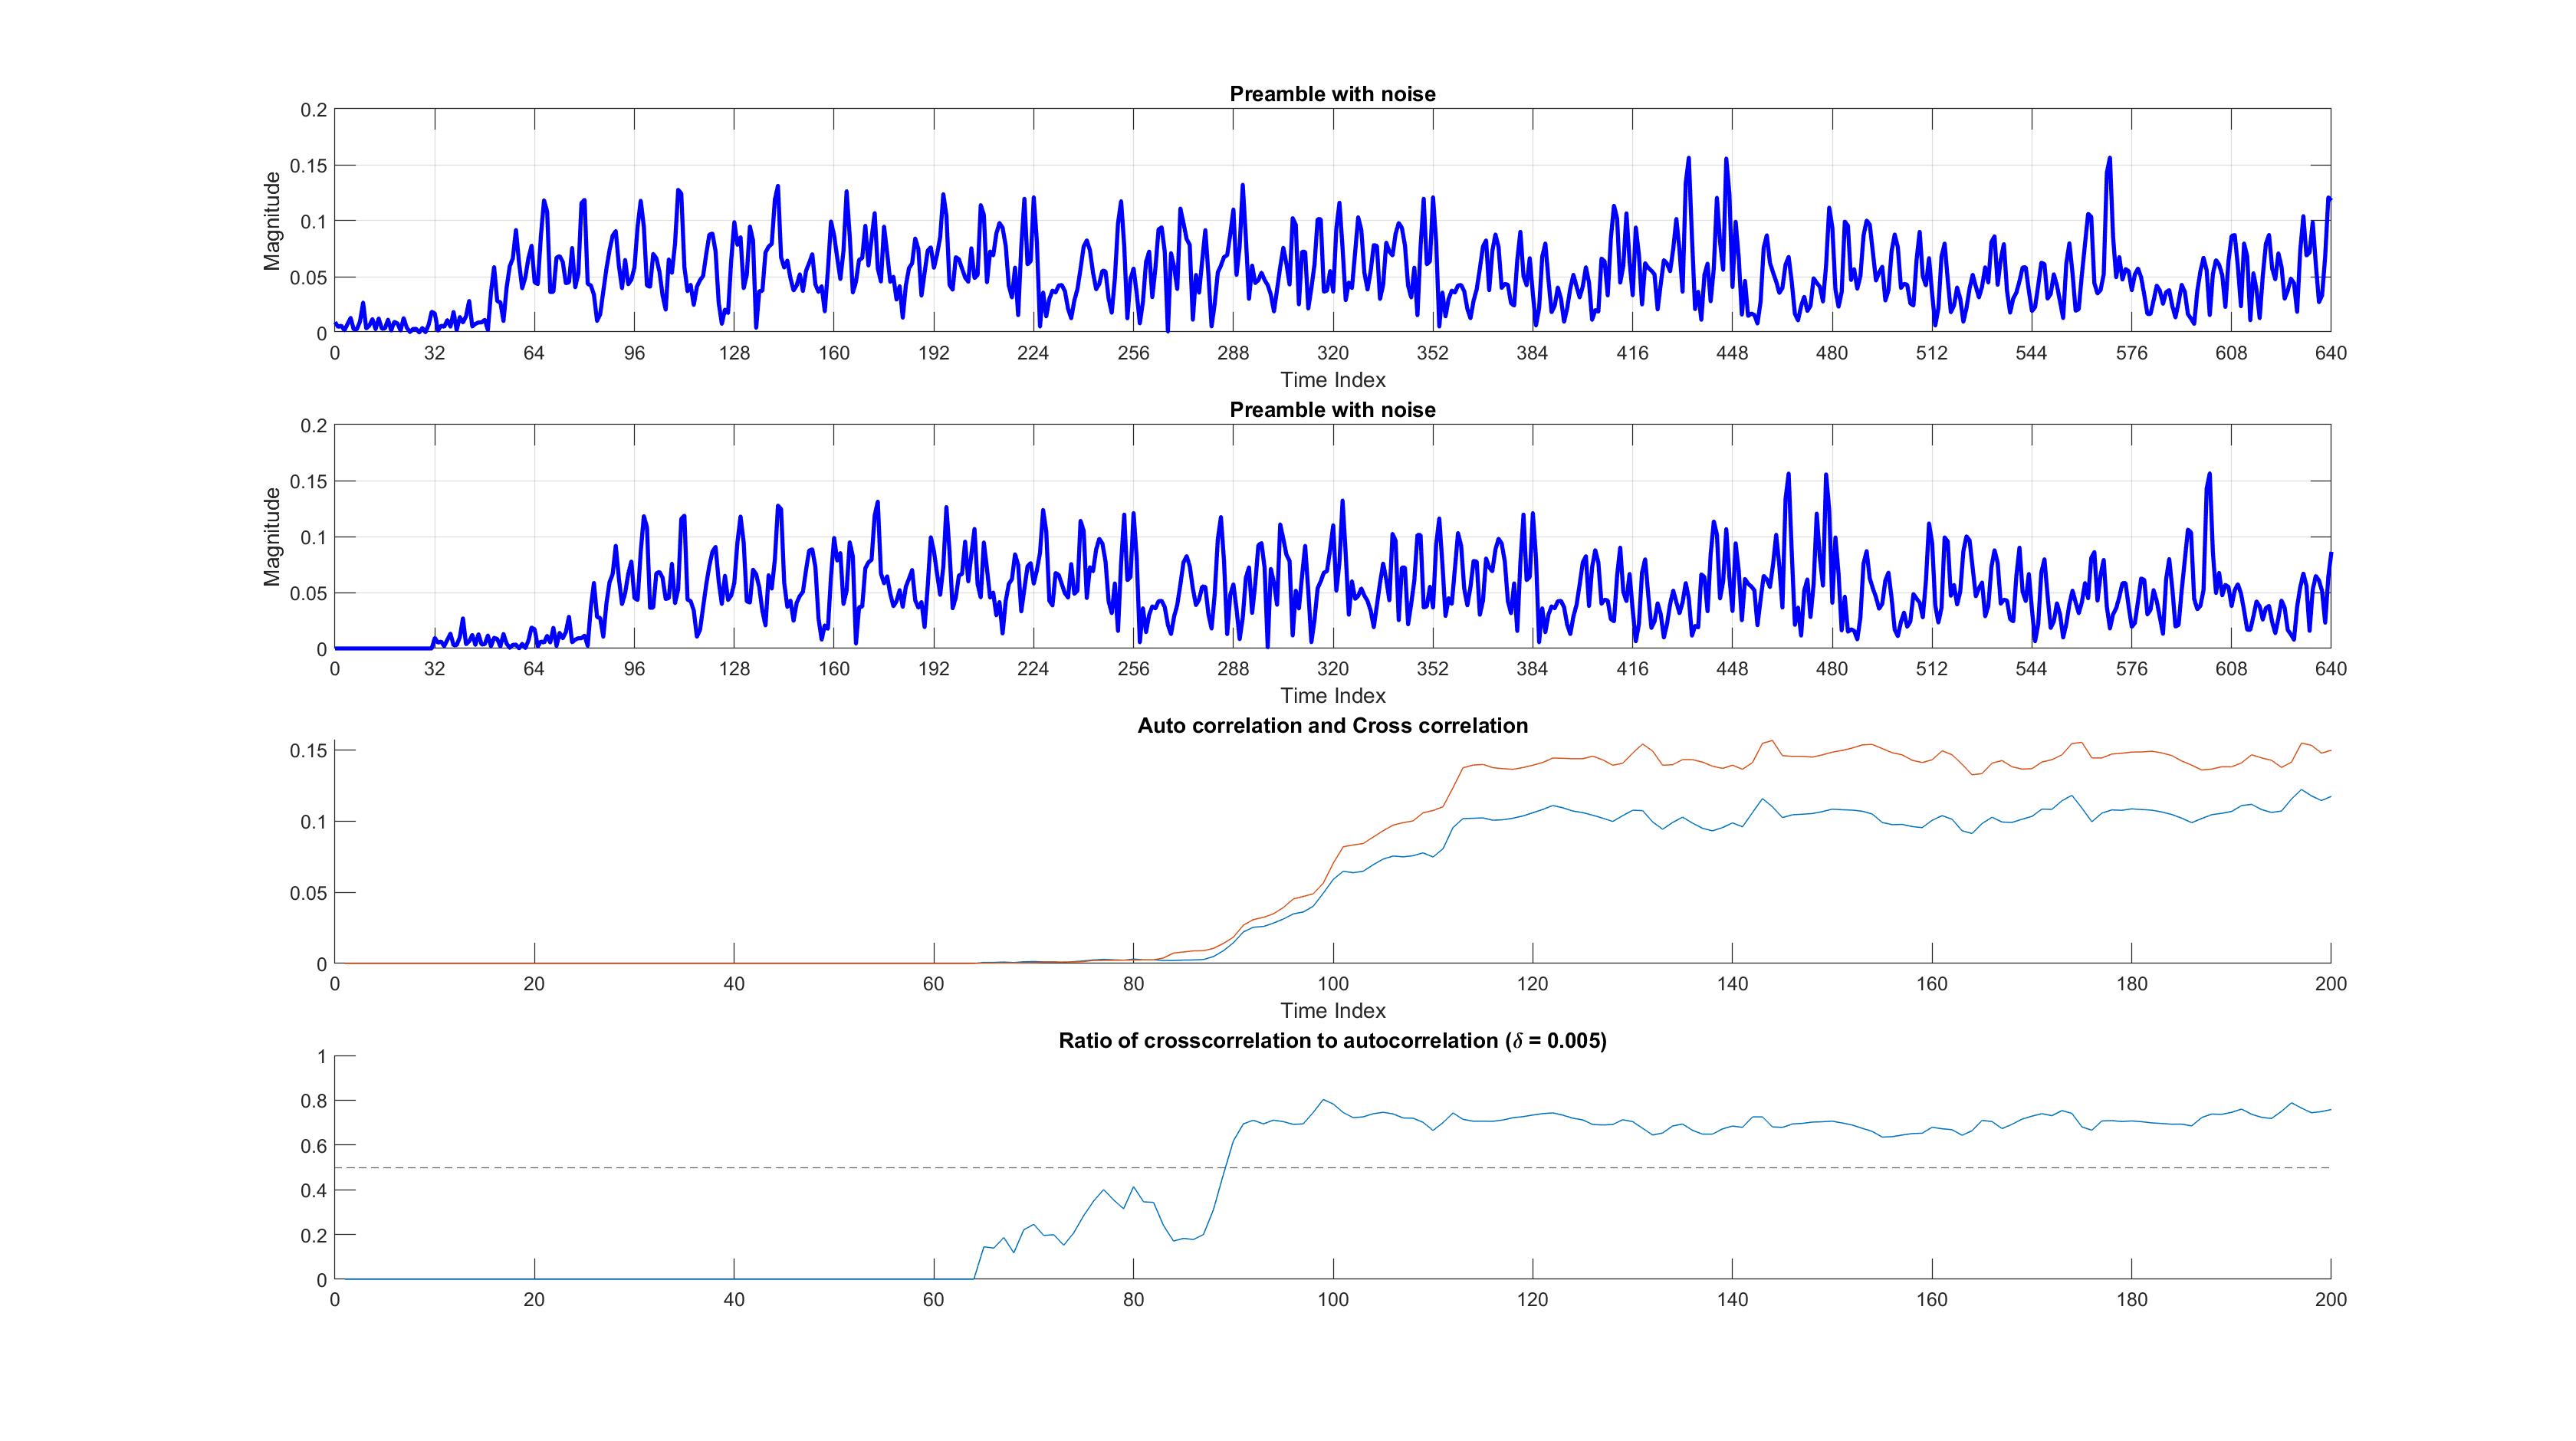 Preamble with noise
Magnitude
0.2
0.15
0.1
0.05
0
0 32 64 96 128 160 192 224 256 288 320 352 384 416 448 480 512 544 576 608 640
Time Index
Preamble with noise
Magnitude
0.2
0.15
0.1
0.05
0
0 32 64 96 128 160 192 224 256 288 320 352 384 416 448 480 512 544 576 608 640
Time Index
Auto correlation and Cross correlation
0.15
0.1
0.05
0
0 20 40 60 80 100 120 140 160 180 200
Time Index
Ratio of crosscorrelation to autocorrelation (δ = 0.005)
1
0.8
0.6
0.4
0.2
0
0 20 40 60 80 100 120 140 160 180 200